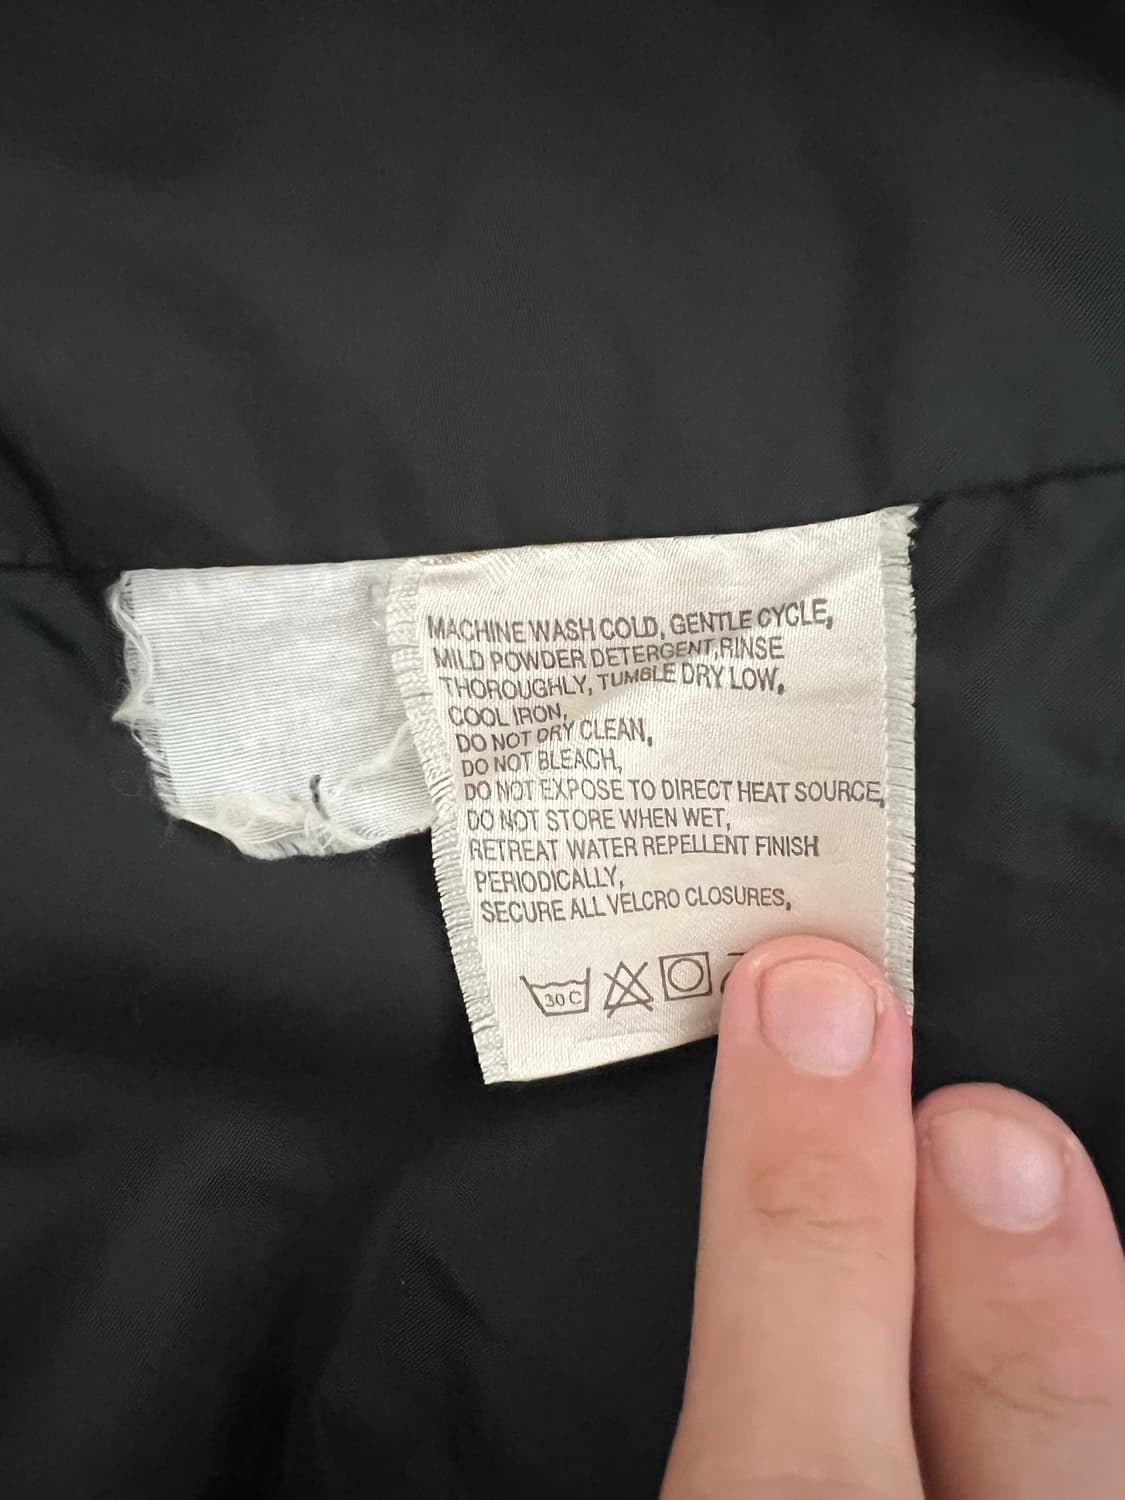 MACHINE WASH COLD, GENTLE CYCLE,
MILD POWDER DETERGENT, RINSE
THOROUGHLY, TUMBLE DRY LOW,
COOL IRON,
DO NOT DRY CLEAN,
DO NOT BLEACH,
DO NOT EXPOSE TO DIRECT HEAT SOURCE,
DO NOT STORE WHEN WET,
RETREAT WATER REPELLENT FINISH
PERIODICALLY,
SECURE ALL VELCRO CLOSURES,
30 C